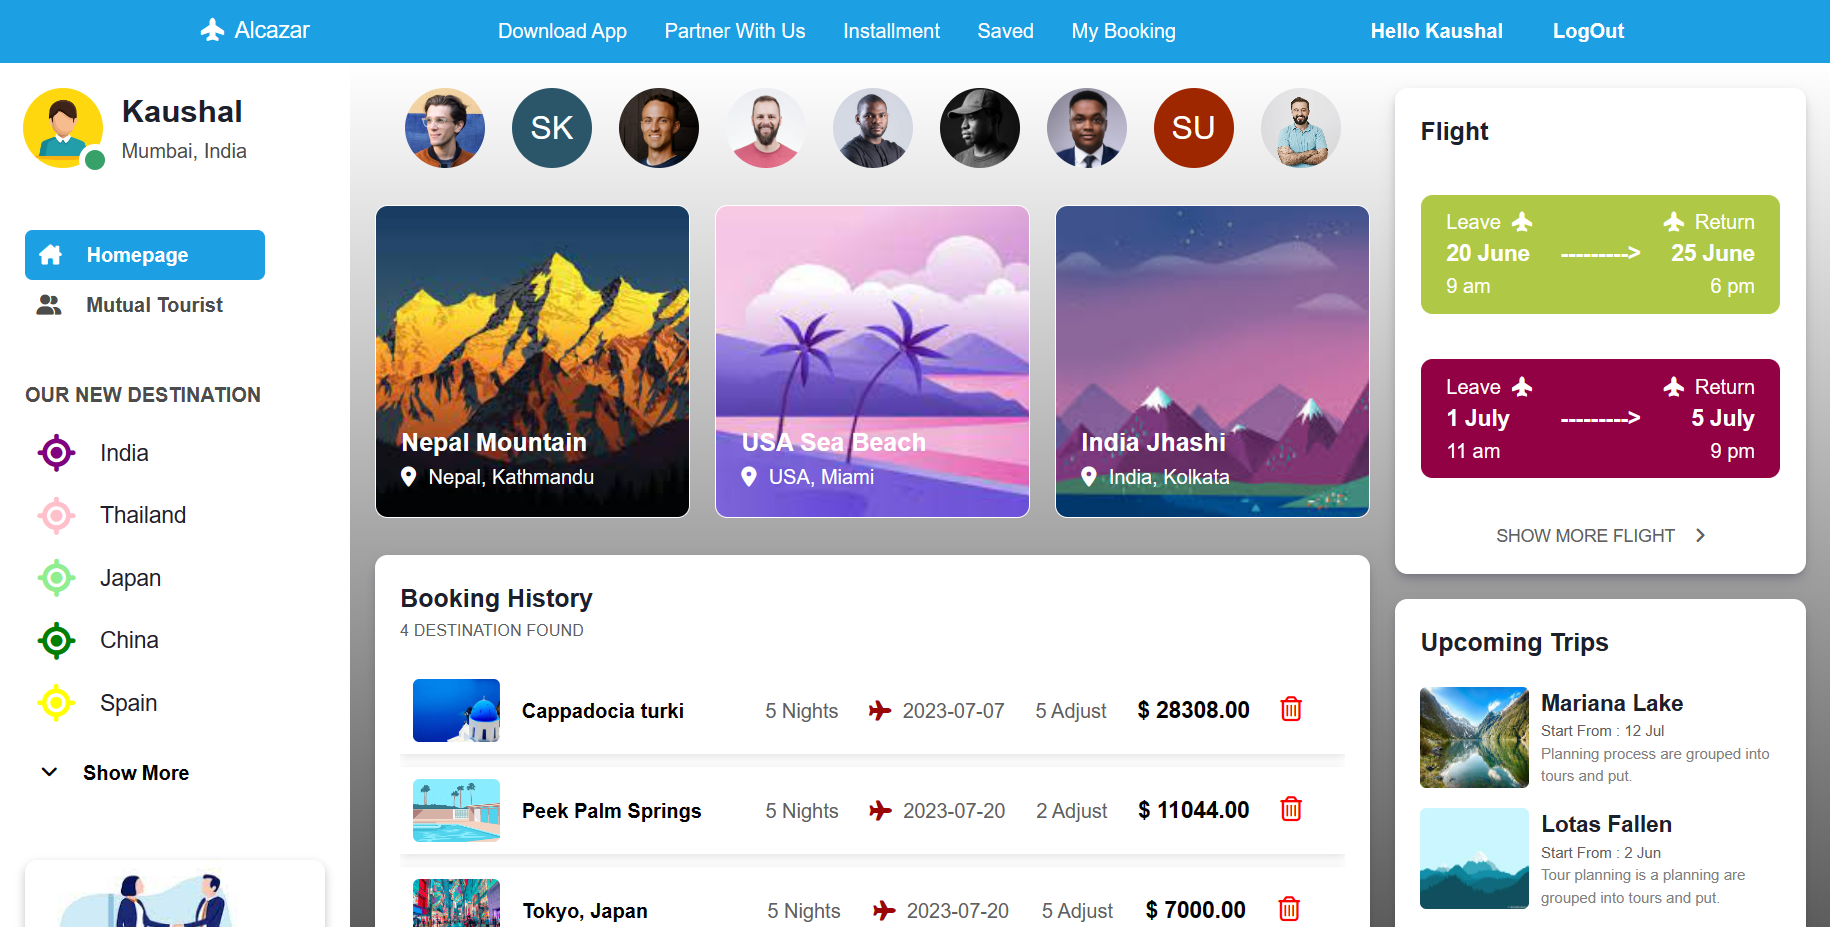 Alcazar
Download App
Partner With Us
Installment
Saved
My Booking
Hello Kaushal
LogOut
Kaushal
Mumbai, India
Homepage
Mutual Tourist
OUR NEW DESTINATION
India
Thailand
Japan
China
Spain
Show More
SK
SU
Nepal Mountain
Nepal, Kathmandu
USA Sea Beach
USA, Miami
India Jhashi
India, Kolkata
Booking History
4 DESTINATION FOUND
Cappadocia turki 5 Nights 2023-07-07 5 Adjust $ 28308.00
Peek Palm Springs 5 Nights 2023-07-20 2 Adjust $ 11044.00
Tokyo, Japan 5 Nights 2023-07-20 5 Adjust $ 7000.00
Flight
Leave Return
20 June ---------> 25 June
9 am 6 pm
Leave Return
1 July ---------> 5 July
11 am 9 pm
SHOW MORE FLIGHT
Upcoming Trips
Mariana Lake
Start From : 12 Jul
Planning process are grouped into
tours and put.
Lotas Fallen
Start From : 2 Jun
Tour planning is a planning are
grouped into tours and put.